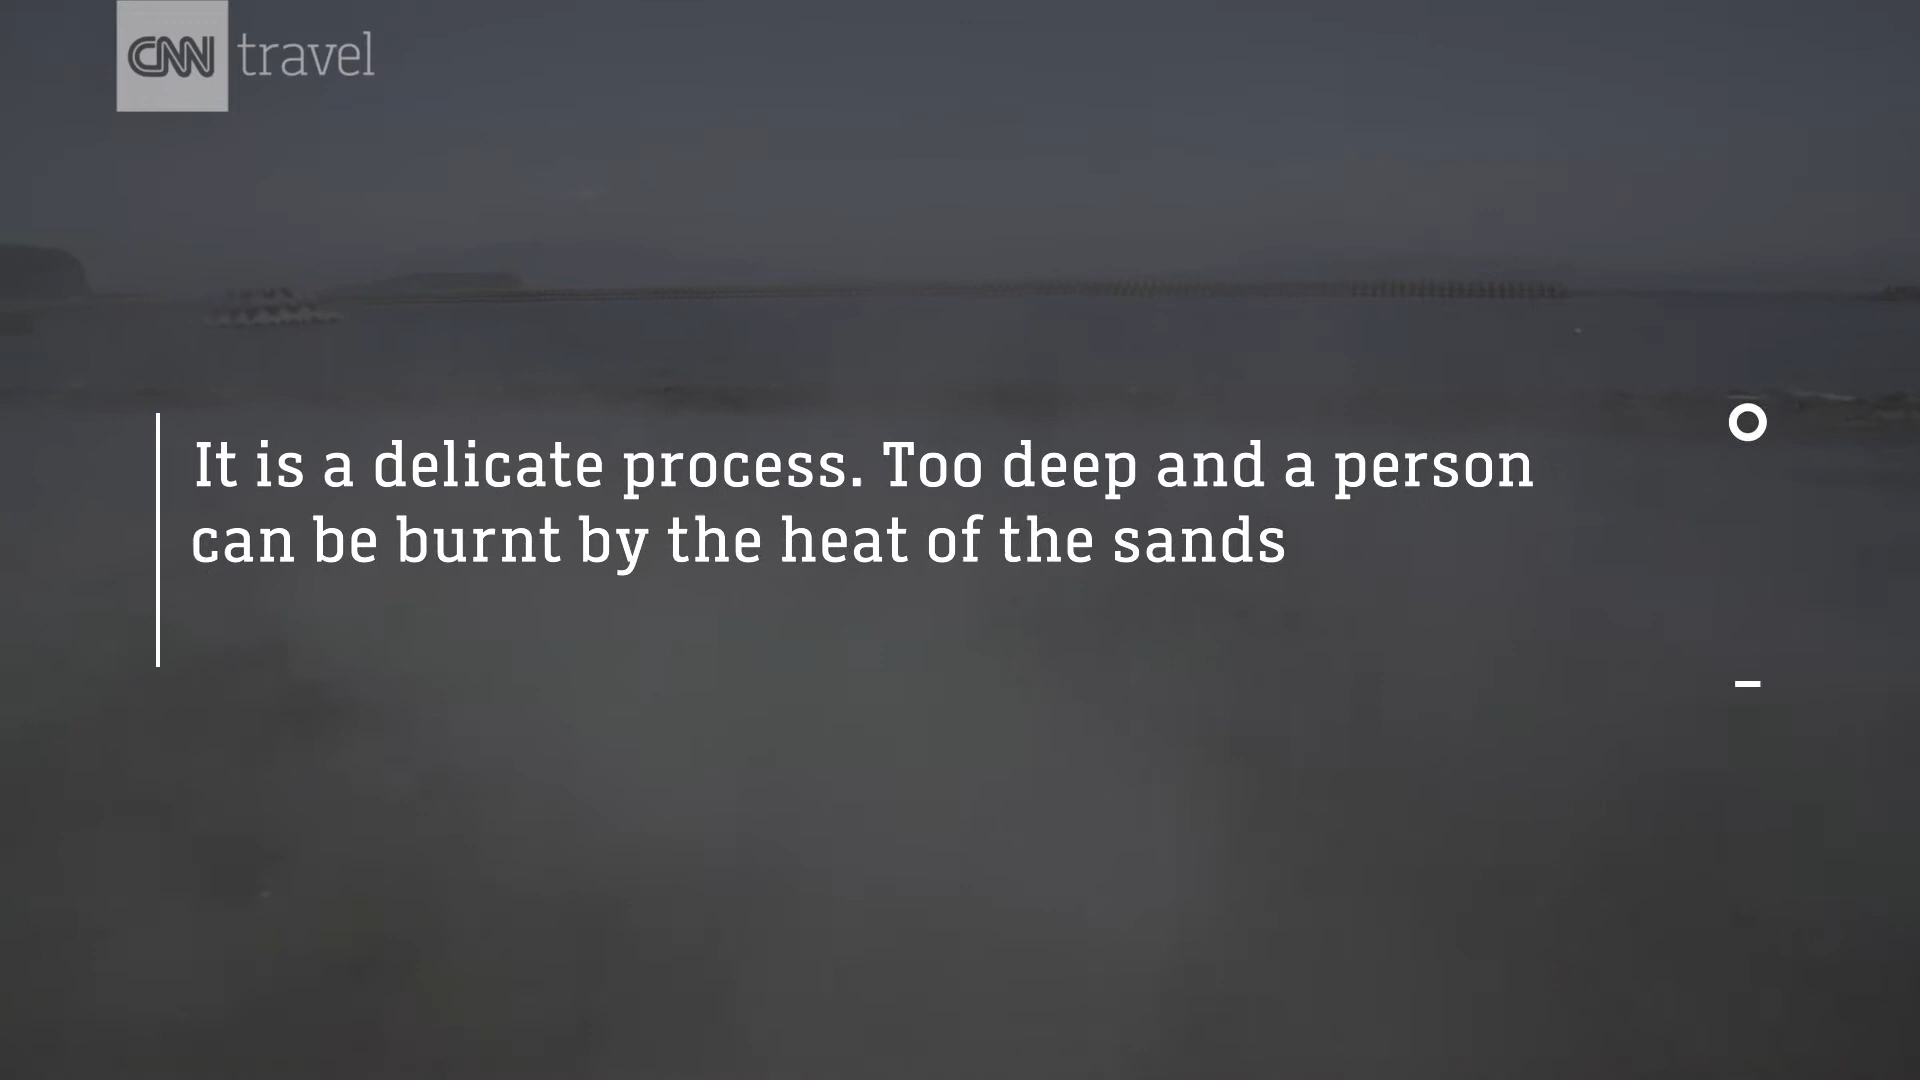 CNN travel
It is a delicate process. Too deep and a person
can be burnt by the heat of the sands